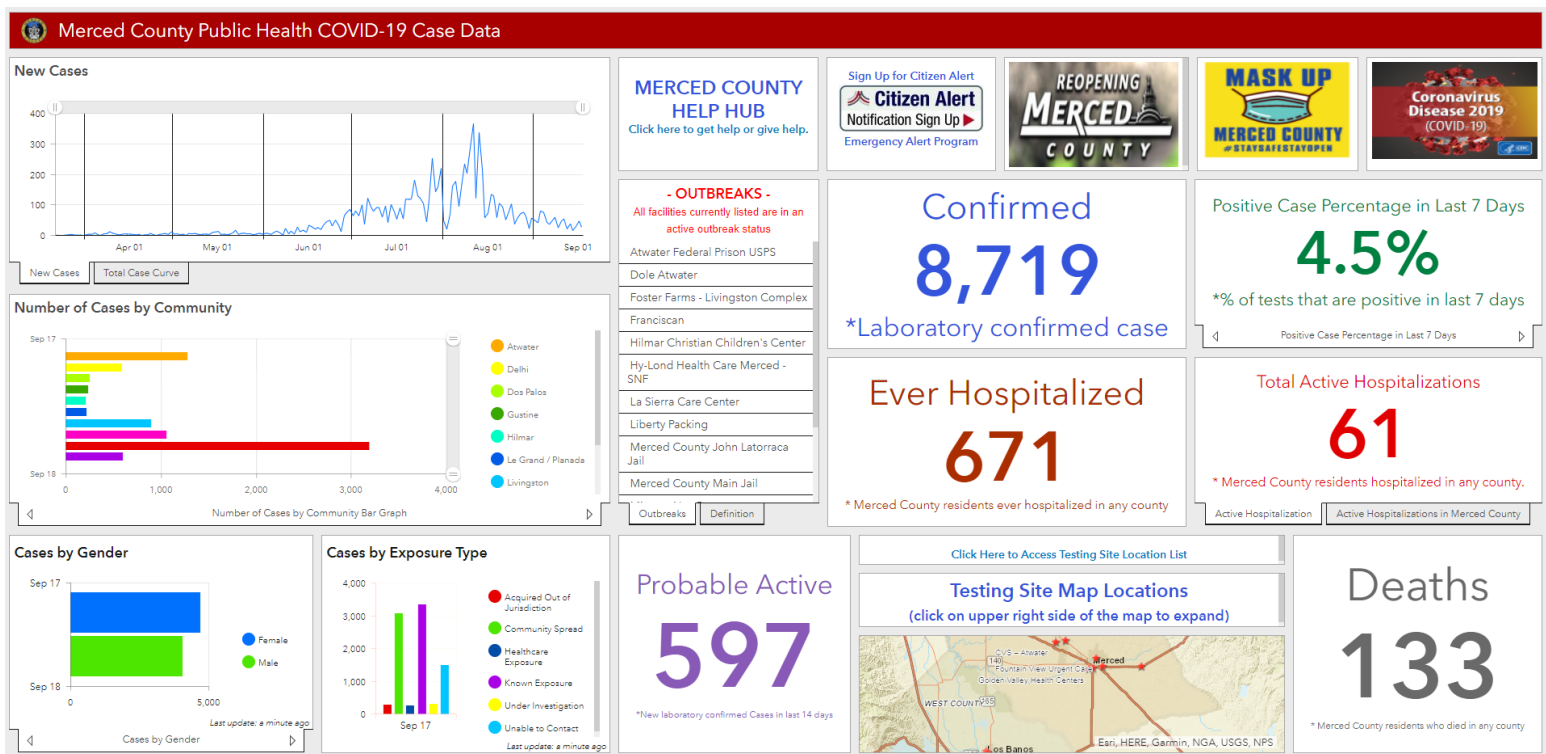 Merced County Public Health COVID-19 Case Data
New Cases
400
300
200
100
0
Apr 01
May 01
Jun 01
Jul 01
Aug 01
Sep 01
New Cases
Total Case Curve
MERCED COUNTY
HELP HUB
Click here to get help or give help.
Sign Up for Citizen Alert
Citizen Alert
Notification Sign Up
Emergency Alert Program
REOPENING
MERCED
COUNTY
MASK UP
MERCED COUNTY
#STAYSAFESTAYOPEN
Coronavirus
Disease 2019
(COVID-19)
CDC
Number of Cases by Community
Sep 17
Sep 18
0
1,000
2,000
3,000
4,000
Atwater
Delhi
Dos Palos
Gustine
Hilmar
Le Grand / Planada
Livingston
Number of Cases by Community Bar Graph
- OUTBREAKS -
All facilities currently listed are in an
active outbreak status
Atwater Federal Prison USPS
Dole Atwater
Foster Farms - Livingston Complex
Franciscan
Hilmar Christian Children's Center
Hy-Lond Health Care Merced -
SNF
La Sierra Care Center
Liberty Packing
Merced County John Latorraca
Jail
Merced County Main Jail
Outbreaks
Definition
Confirmed
8,719
*Laboratory confirmed case
Positive Case Percentage in Last 7 Days
4.5%
*% of tests that are positive in last 7 days
Positive Case Percentage in Last 7 Days
Ever Hospitalized
671
* Merced County residents ever hospitalized in any county
Total Active Hospitalizations
61
* Merced County residents hospitalized in any county.
Active Hospitalization
Active Hospitalizations in Merced County
Cases by Gender
Sep 17
Sep 18
0
5,000
Female
Male
Last update: a minute ago
Cases by Gender
Cases by Exposure Type
4,000
3,000
2,000
1,000
0
Sep 17
Acquired Out of
Jurisdiction
Community Spread
Healthcare
Exposure
Known Exposure
Under Investigation
Unable to Contact
Last update: a minute ago
Probable Active
597
*New laboratory confirmed Cases in last 14 days
Click Here to Access Testing Site Location List
Testing Site Map Locations
(click on upper right side of the map to expand)
CVS – Atwater
140
Merced
Fountain View Urgent Care
Golden Valley Health Centers
WEST COUNTY
Los Banos
Esri, HERE, Garmin, NGA, USGS, NPS
Deaths
133
* Merced County residents who died in any county